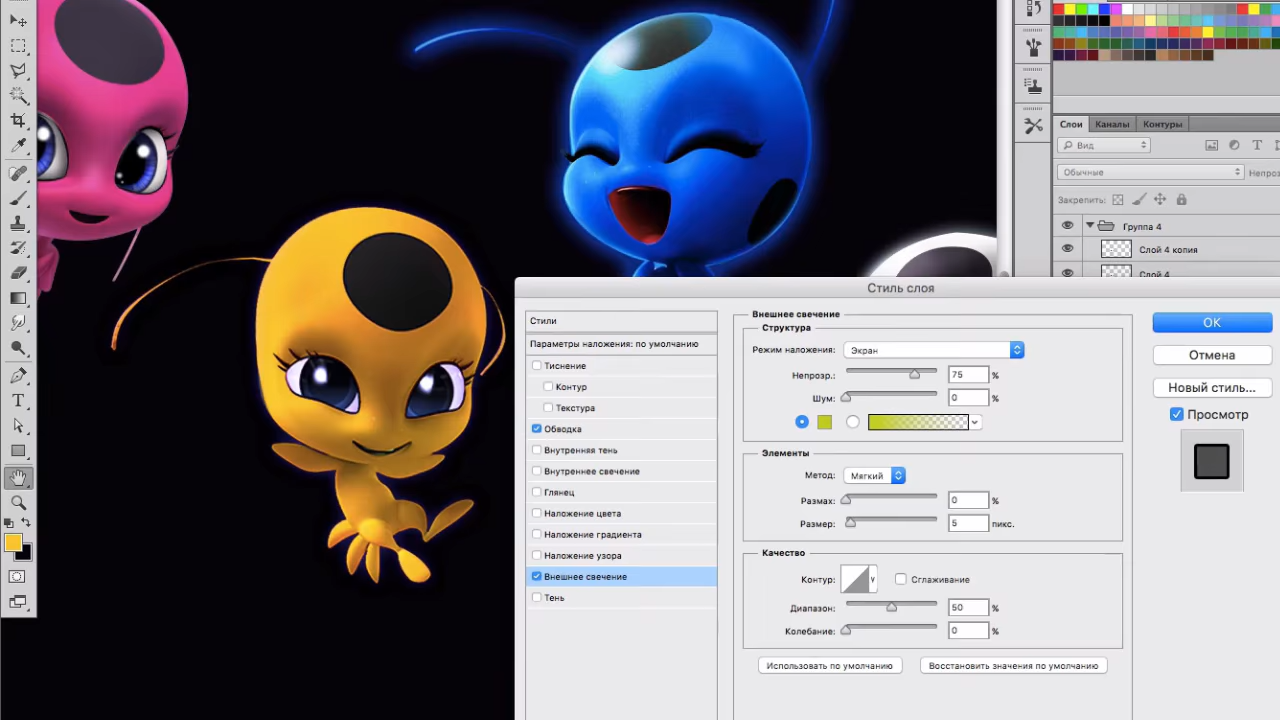 Слои Каналы Контуры
Вид
Обычные
Непроз
Закрепить:
Группа 4
Слой 4 копия
Слой 4
Стиль слоя
Стили
Параметры наложения: по умолчанию
Тиснение
Контур
Текстура
Обводка
Внутренняя тень
Внутреннее свечение
Глянец
Наложение цвета
Наложение градиента
Наложение узора
Внешнее свечение
Тень
Внешнее свечение
Структура
Режим наложения: Экран
Непрозр.: 75 %
Шум: 0 %
Элементы
Метод: Мягкий
Размах: 0 %
Размер: 5 пикс.
Качество
Контур: Сглаживание
Диапазон: 50 %
Колебание: 0 %
Использовать по умолчанию
Восстановить значения по умолчанию
ОК
Отмена
Новый стиль...
Просмотр